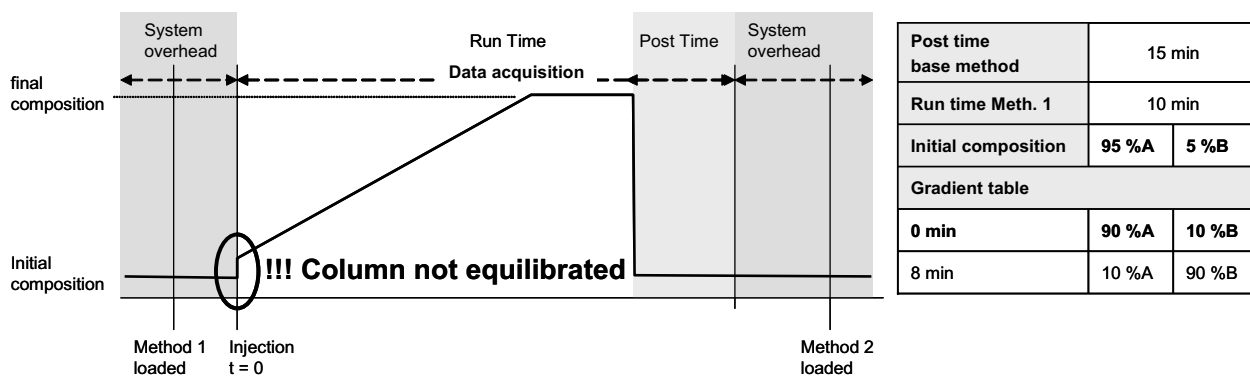 System
overhead
Run Time
Post Time
System
overhead
Data acquisition
final
composition
!!! Column not equilibrated
Initial
composition
Method 1
loaded
Injection
t = 0
Method 2
loaded
Post time
base method
15 min
Run time Meth. 1
10 min
Initial composition
95 %A
5 %B
Gradient table
0 min
90 %A
10 %B
8 min
10 %A
90 %B